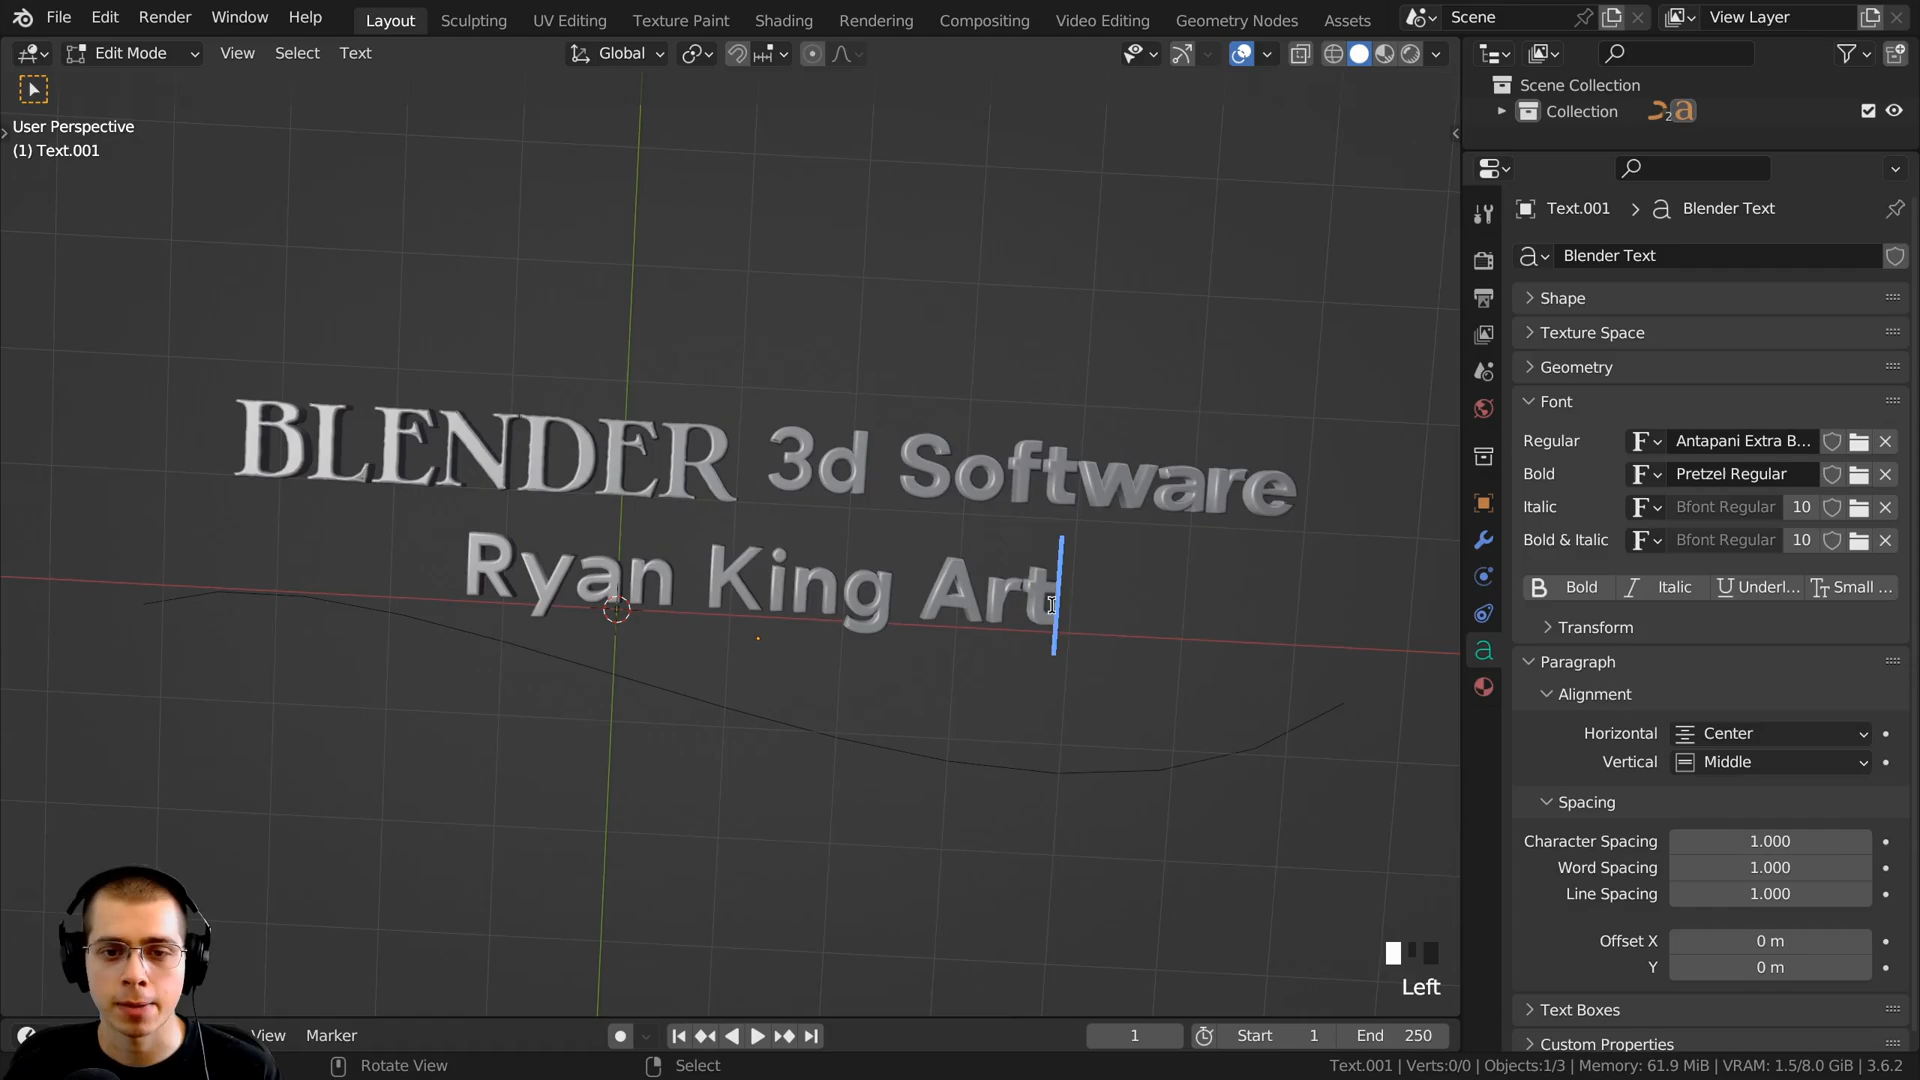 File Edit Render Window Help Layout Sculpting UV Editing Texture Paint Shading Rendering Compositing Video Editing Geometry Nodes Assets Scene View Layer
Edit Mode View Select Text Global
User Perspective
(1) Text.001
Scene Collection
Collection 2
Text.001 Blender Text
Blender Text
Shape
Texture Space
Geometry
Font
Regular Antapani Extra B...
Bold Pretzel Regular
Italic Bfont Regular 10
Bold & Italic Bfont Regular 10
B Bold I Italic U Underl... Small ...
Transform
Paragraph
Alignment
Horizontal Center
Vertical Middle
Spacing
Character Spacing 1.000
Word Spacing 1.000
Line Spacing 1.000
Offset X 0 m
Y 0 m
Text Boxes
Custom Properties
BLENDER 3d Software
Ryan King Art
Left
View Marker 1 Start 1 End 250
Rotate View Select Text.001 | Verts:0/0 | Objects:1/3 | Memory: 61.9 MiB | VRAM: 1.5/8.0 GiB | 3.6.2